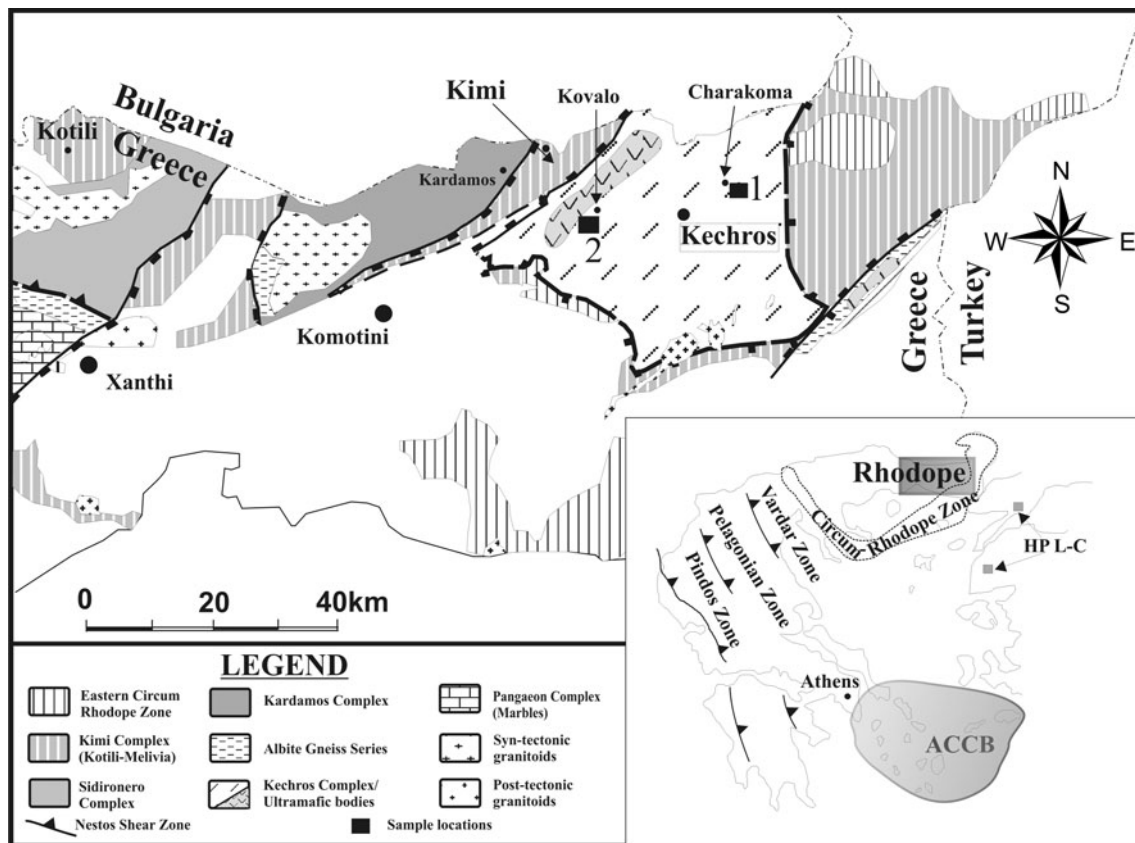 Bulgaria
Greece
Kotili
Kimi
Kovalo
Charakoma
Kardamos
1
2
Kechros
N
W
E
S
Komotini
Xanthi
Greece
Turkey
0
20
40km
LEGEND
Eastern Circum
Rhodope Zone
Kardamos Complex
Pangaeon Complex
(Marbles)
Kimi Complex
(Kotili-Melivia)
Albite Gneiss Series
Syn-tectonic
granitoids
Sidironero
Complex
Kechros Complex/
Ultramafic bodies
Post-tectonic
granitoids
Nestos Shear Zone
Sample locations
Rhodope
Circum-
Rhodope Zone
Vardar Zone
Pelagonian Zone
Pindos Zone
HP L-C
Athens
ACCB